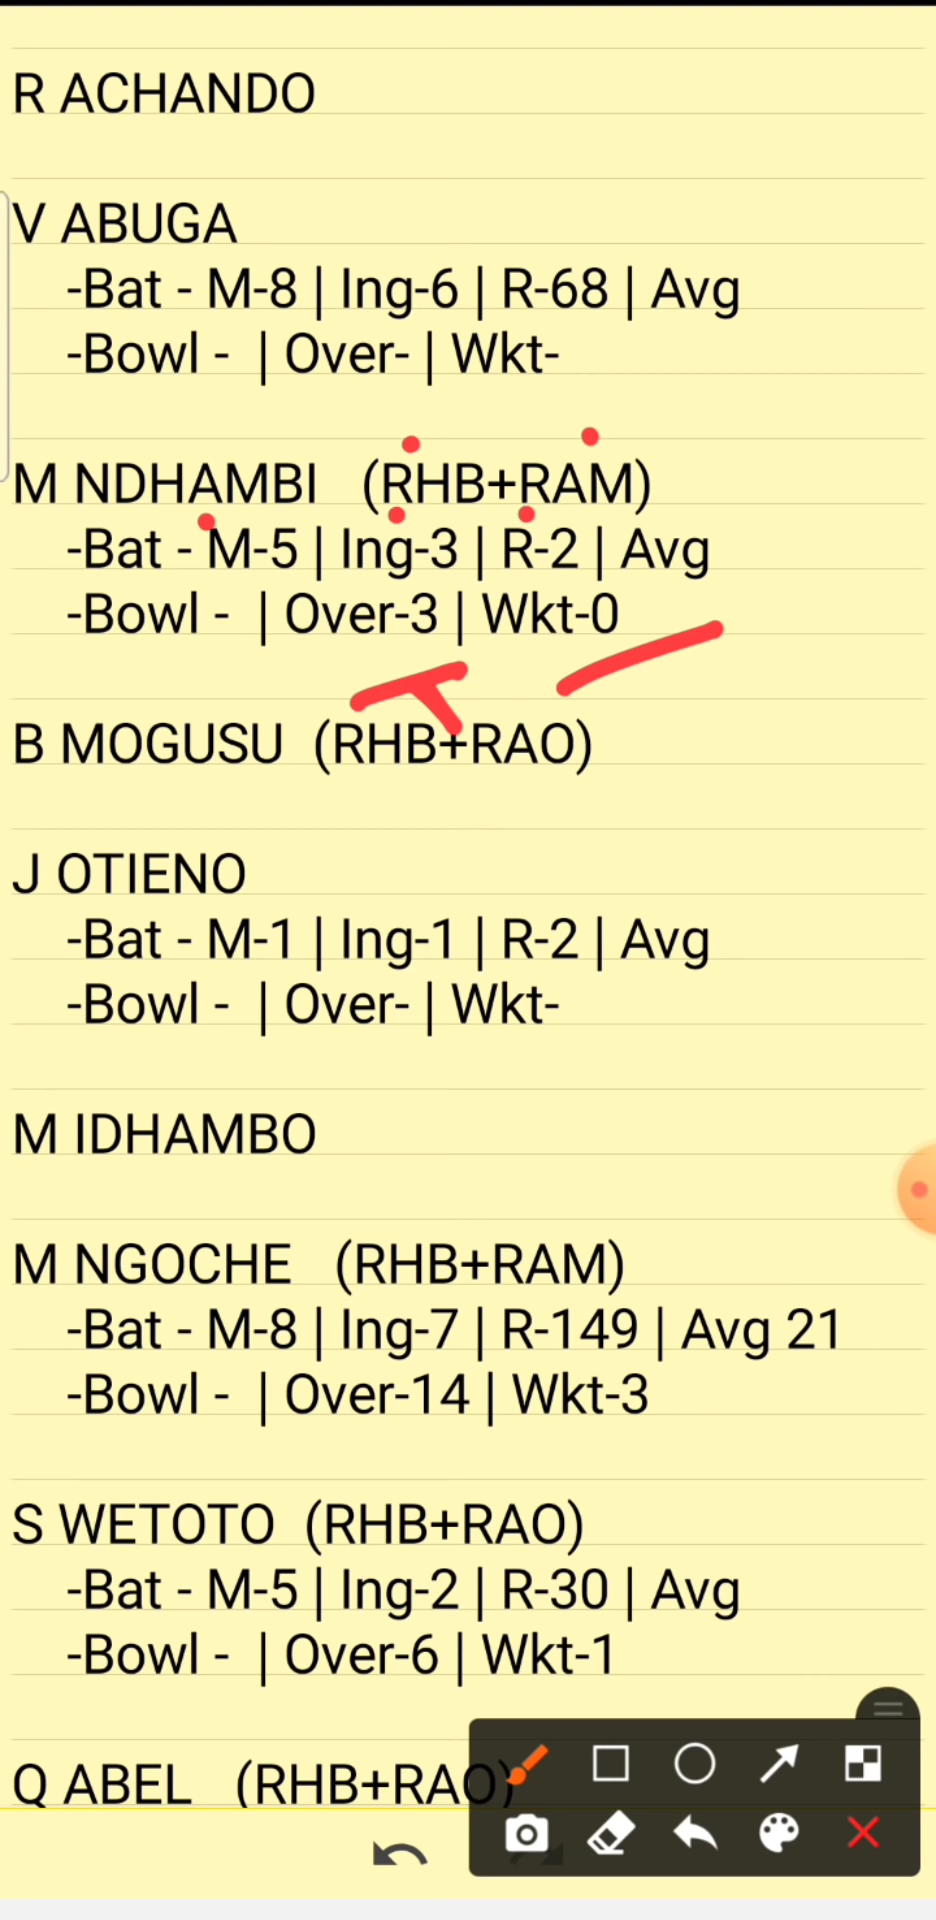 R ACHANDO
V ABUGA
-Bat - M-8 | Ing-6 | R-68 | Avg
-Bowl -  | Over- | Wkt-
M NDHAMBI   (RHB+RAM)
-Bat - M-5 | Ing-3 | R-2 | Avg
-Bowl -  | Over-3 | Wkt-0
B MOGUSU  (RHB+RAO)
J OTIENO
-Bat - M-1 | Ing-1 | R-2 | Avg
-Bowl -  | Over- | Wkt-
M IDHAMBO
M NGOCHE   (RHB+RAM)
-Bat - M-8 | Ing-7 | R-149 | Avg 21
-Bowl -  | Over-14 | Wkt-3
S WETOTO  (RHB+RAO)
-Bat - M-5 | Ing-2 | R-30 | Avg
-Bowl -  | Over-6 | Wkt-1
Q ABEL   (RHB+RAO)